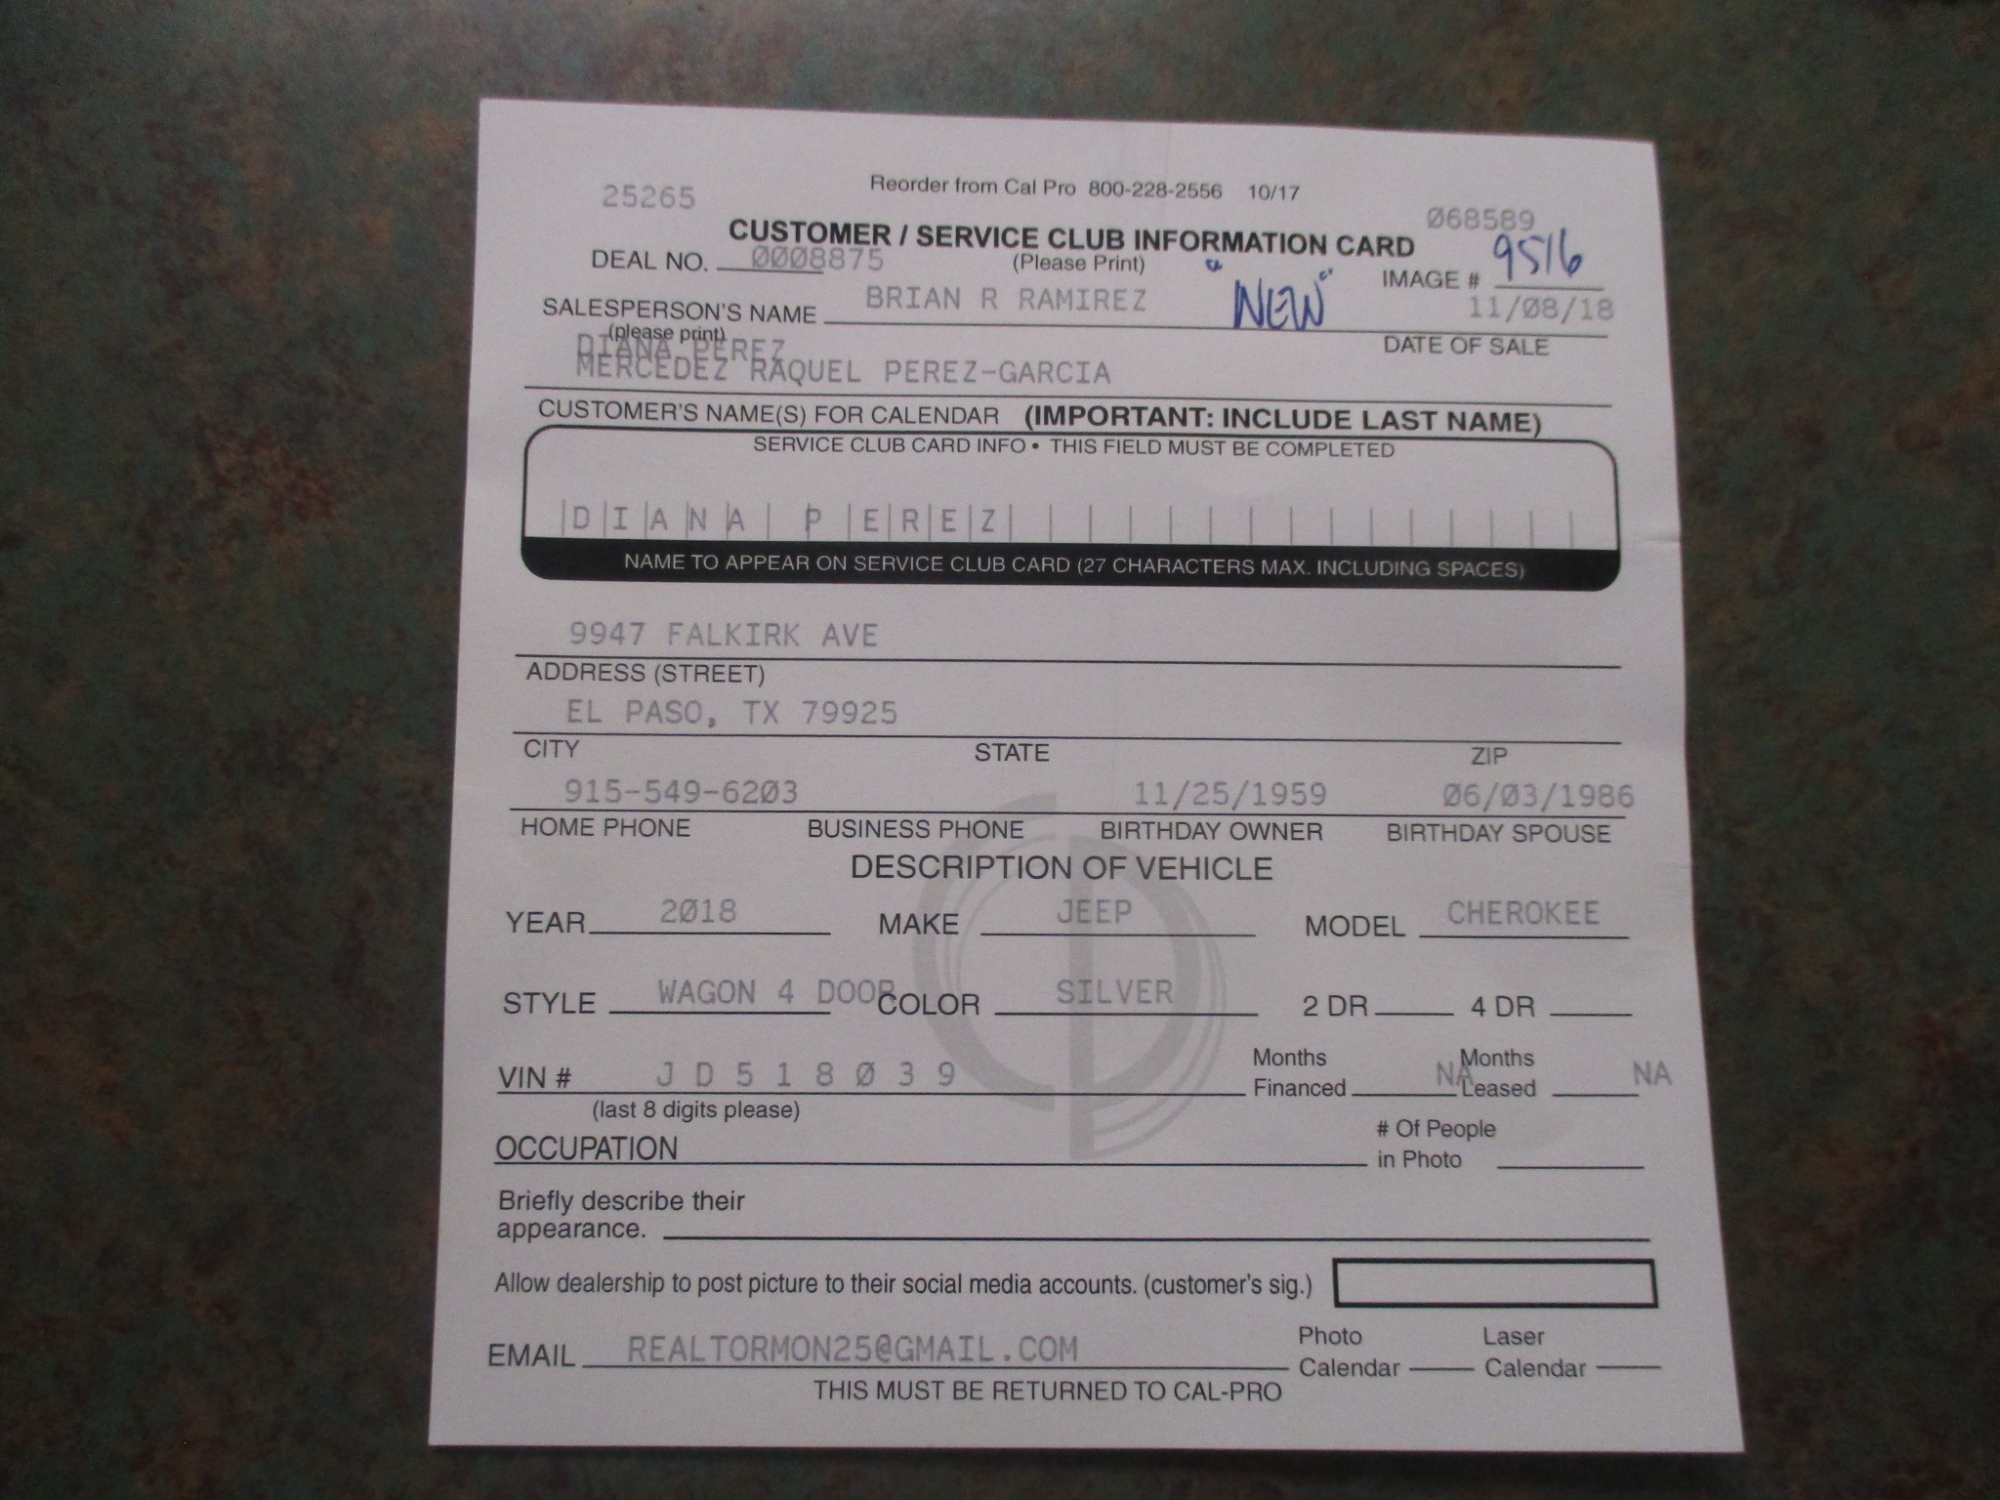 Reorder from Cal Pro 800-228-2556 10/17
25265
068589
CUSTOMER / SERVICE CLUB INFORMATION CARD
DEAL NO. 0008875 (Please Print) "NEW" IMAGE # 9516
SALESPERSON'S NAME BRIAN R RAMIREZ 11/08/18
(please print) DATE OF SALE
DIANA PEREZ
MERCEDEZ RAQUEL PEREZ-GARCIA
CUSTOMER'S NAME(S) FOR CALENDAR (IMPORTANT: INCLUDE LAST NAME)
SERVICE CLUB CARD INFO • THIS FIELD MUST BE COMPLETED
DIANA PEREZ
NAME TO APPEAR ON SERVICE CLUB CARD (27 CHARACTERS MAX. INCLUDING SPACES)
9947 FALKIRK AVE
ADDRESS (STREET)
EL PASO, TX 79925
CITY STATE ZIP
915-549-6203 11/25/1959 06/03/1986
HOME PHONE BUSINESS PHONE BIRTHDAY OWNER BIRTHDAY SPOUSE
DESCRIPTION OF VEHICLE
YEAR 2018 MAKE JEEP MODEL CHEROKEE
STYLE WAGON 4 DOOR COLOR SILVER 2 DR 4 DR
VIN # J D 5 1 8 0 3 9 Months Financed NA Months Leased NA
(last 8 digits please)
OCCUPATION # Of People in Photo
Briefly describe their
appearance.
Allow dealership to post picture to their social media accounts. (customer's sig.)
EMAIL REALTORMON25@GMAIL.COM Photo Calendar Laser Calendar
THIS MUST BE RETURNED TO CAL-PRO